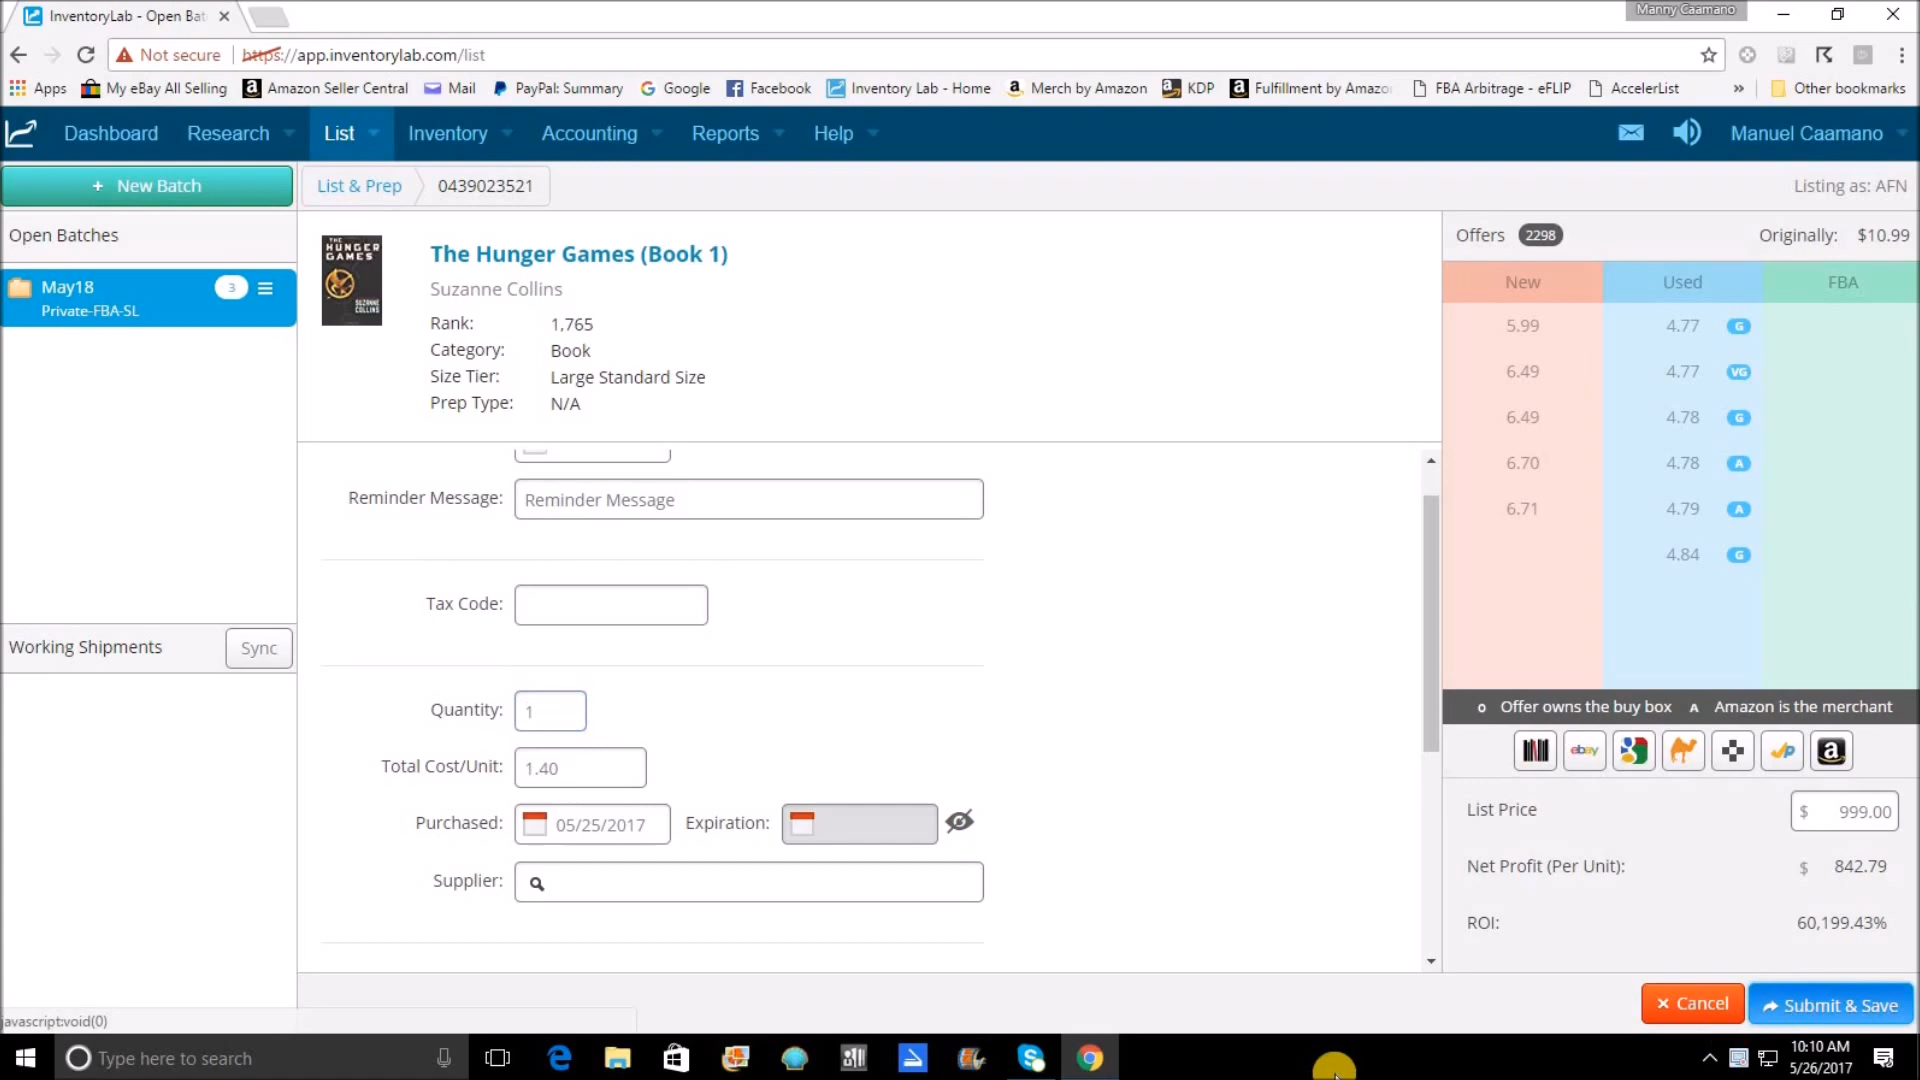 InventoryLab - Open Bat
Manny Caamano
Not secure https://app.inventorylab.com/list
Apps My eBay All Selling Amazon Seller Central Mail PayPal: Summary Google Facebook Inventory Lab - Home Merch by Amazon KDP Fulfillment by Amazo FBA Arbitrage - eFLIP AccelerList » Other bookmarks
Dashboard Research List Inventory Accounting Reports Help Manuel Caamano
+ New Batch List & Prep 0439023521 Listing as: AFN
Open Batches
May18 3
Private-FBA-SL
Working Shipments Sync
THE HUNGER GAMES
SUZANNE COLLINS
The Hunger Games (Book 1)
Suzanne Collins
Rank: 1,765
Category: Book
Size Tier: Large Standard Size
Prep Type: N/A
Reminder Message: Reminder Message
Tax Code:
Quantity: 1
Total Cost/Unit: 1.40
Purchased: 05/25/2017 Expiration:
Supplier:
Offers 2298 Originally: $10.99
New Used FBA
5.99 4.77 G
6.49 4.77 VG
6.49 4.78 G
6.70 4.78 A
6.71 4.79 A
4.84 G
O Offer owns the buy box A Amazon is the merchant
ebay
List Price $ 999.00
Net Profit (Per Unit): $ 842.79
ROI: 60,199.43%
× Cancel Submit & Save
javascript:void(0)
Type here to search
10:10 AM
5/26/2017